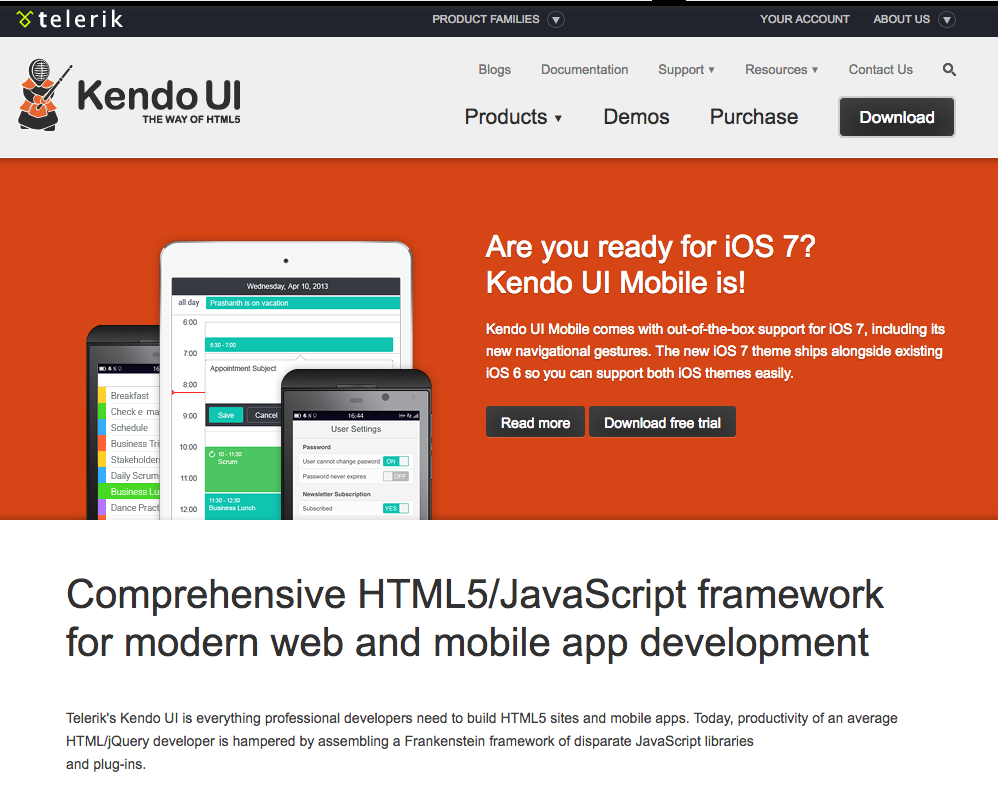 telerik
PRODUCT FAMILIES ▼
YOUR ACCOUNT
ABOUT US ▼
Kendo UI
THE WAY OF HTML5
Blogs
Documentation
Support ▼
Resources ▼
Contact Us
Products ▼
Demos
Purchase
Download
Are you ready for iOS 7?
Kendo UI Mobile is!
Kendo UI Mobile comes with out-of-the-box support for iOS 7, including its
new navigational gestures. The new iOS 7 theme ships alongside existing
iOS 6 so you can support both iOS themes easily.
Read more
Download free trial
Breakfast
Schedule
Business Tri
Stakeholder
Daily Scrum
Business Lu
Dance Pract
Wednesday, Apr 10, 2013
all day
Prashanth is on vacation
6:00
6:30 - 7:00
7:00
Appointment Subject
8:00
9:00
Save
Cancel
10:00
10 - 11:30
Scrum
11:00
11:30 - 12:30
Business Lunch
12:00
16:44
User Settings
Password
User cannot change password
ON
Password never expires
OFF
Newsletter Subscription
Subscribed
YES
Comprehensive HTML5/JavaScript framework
for modern web and mobile app development
Telerik's Kendo UI is everything professional developers need to build HTML5 sites and mobile apps. Today, productivity of an average
HTML/jQuery developer is hampered by assembling a Frankenstein framework of disparate JavaScript libraries
and plug-ins.